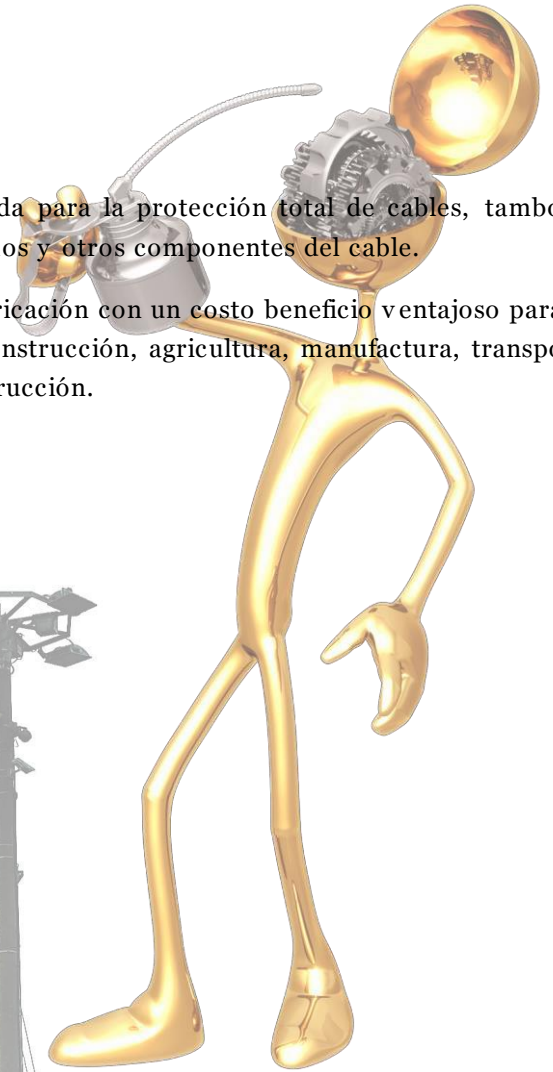 da para la protección total de cables, tambo
os y otros componentes del cable.
ricación con un costo beneficio ventajoso para
nstrucción, agricultura, manufactura, transpo
rucción.